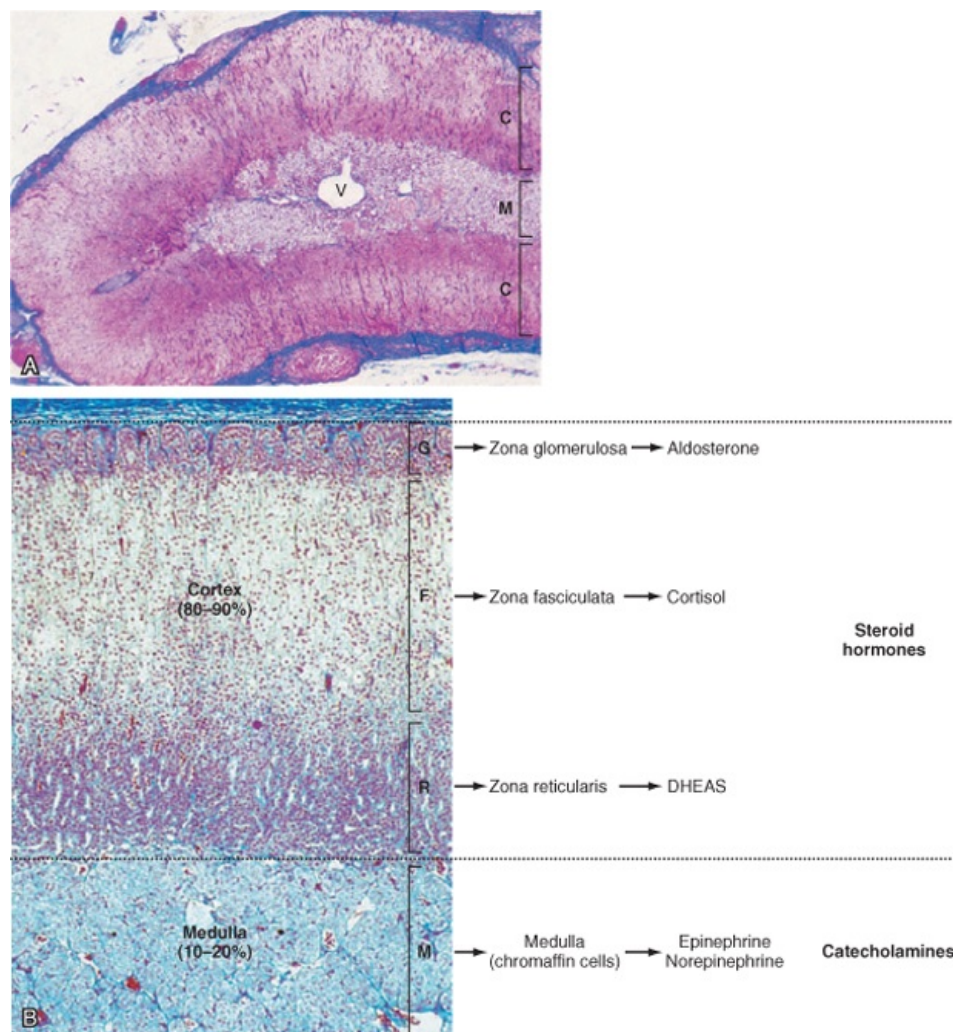 C
V
M
C
A
G
Zona glomerulosa
Aldosterone
Cortex
(80–90%)
F
Zona fasciculata
Cortisol
Steroid
hormones
R
Zona reticularis
DHEAS
Medulla
(10–20%)
M
Medulla
(chromaffin cells)
Epinephrine
Norepinephrine
Catecholamines
B